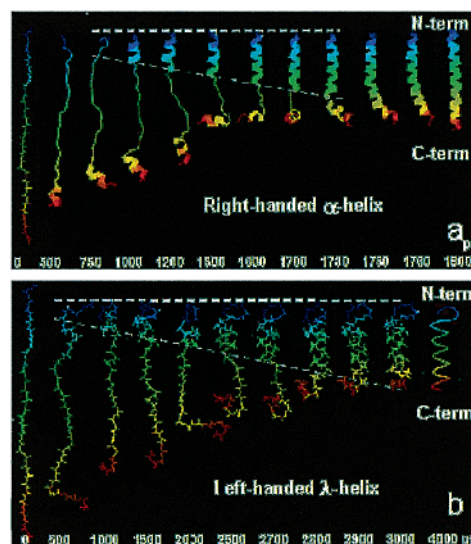 N-term
C-term
Right-handed α-helix
a
0 500 750 1000 1200 1500 1600 1700 1730 1750 1760 1800
N-term
C-term
Left-handed λ-helix
b
0 500 1000 1500 2000 2500 2700 2800 2900 3000 4000